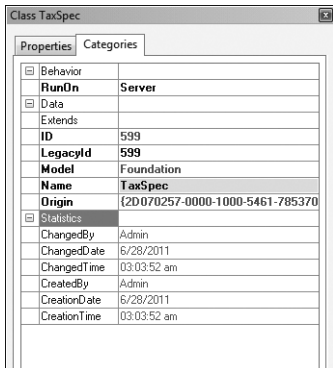 Class TaxSpec
Properties Categories
Behavior
RunOn Server
Data
Extends
ID 599
LegacyId 599
Model Foundation
Name TaxSpec
Origin {2D070257-0000-1000-5461-785370
Statistics
ChangedBy Admin
ChangedDate 6/28/2011
ChangedTime 03:03:52 am
CreatedBy Admin
CreationDate 6/28/2011
CreationTime 03:03:52 am